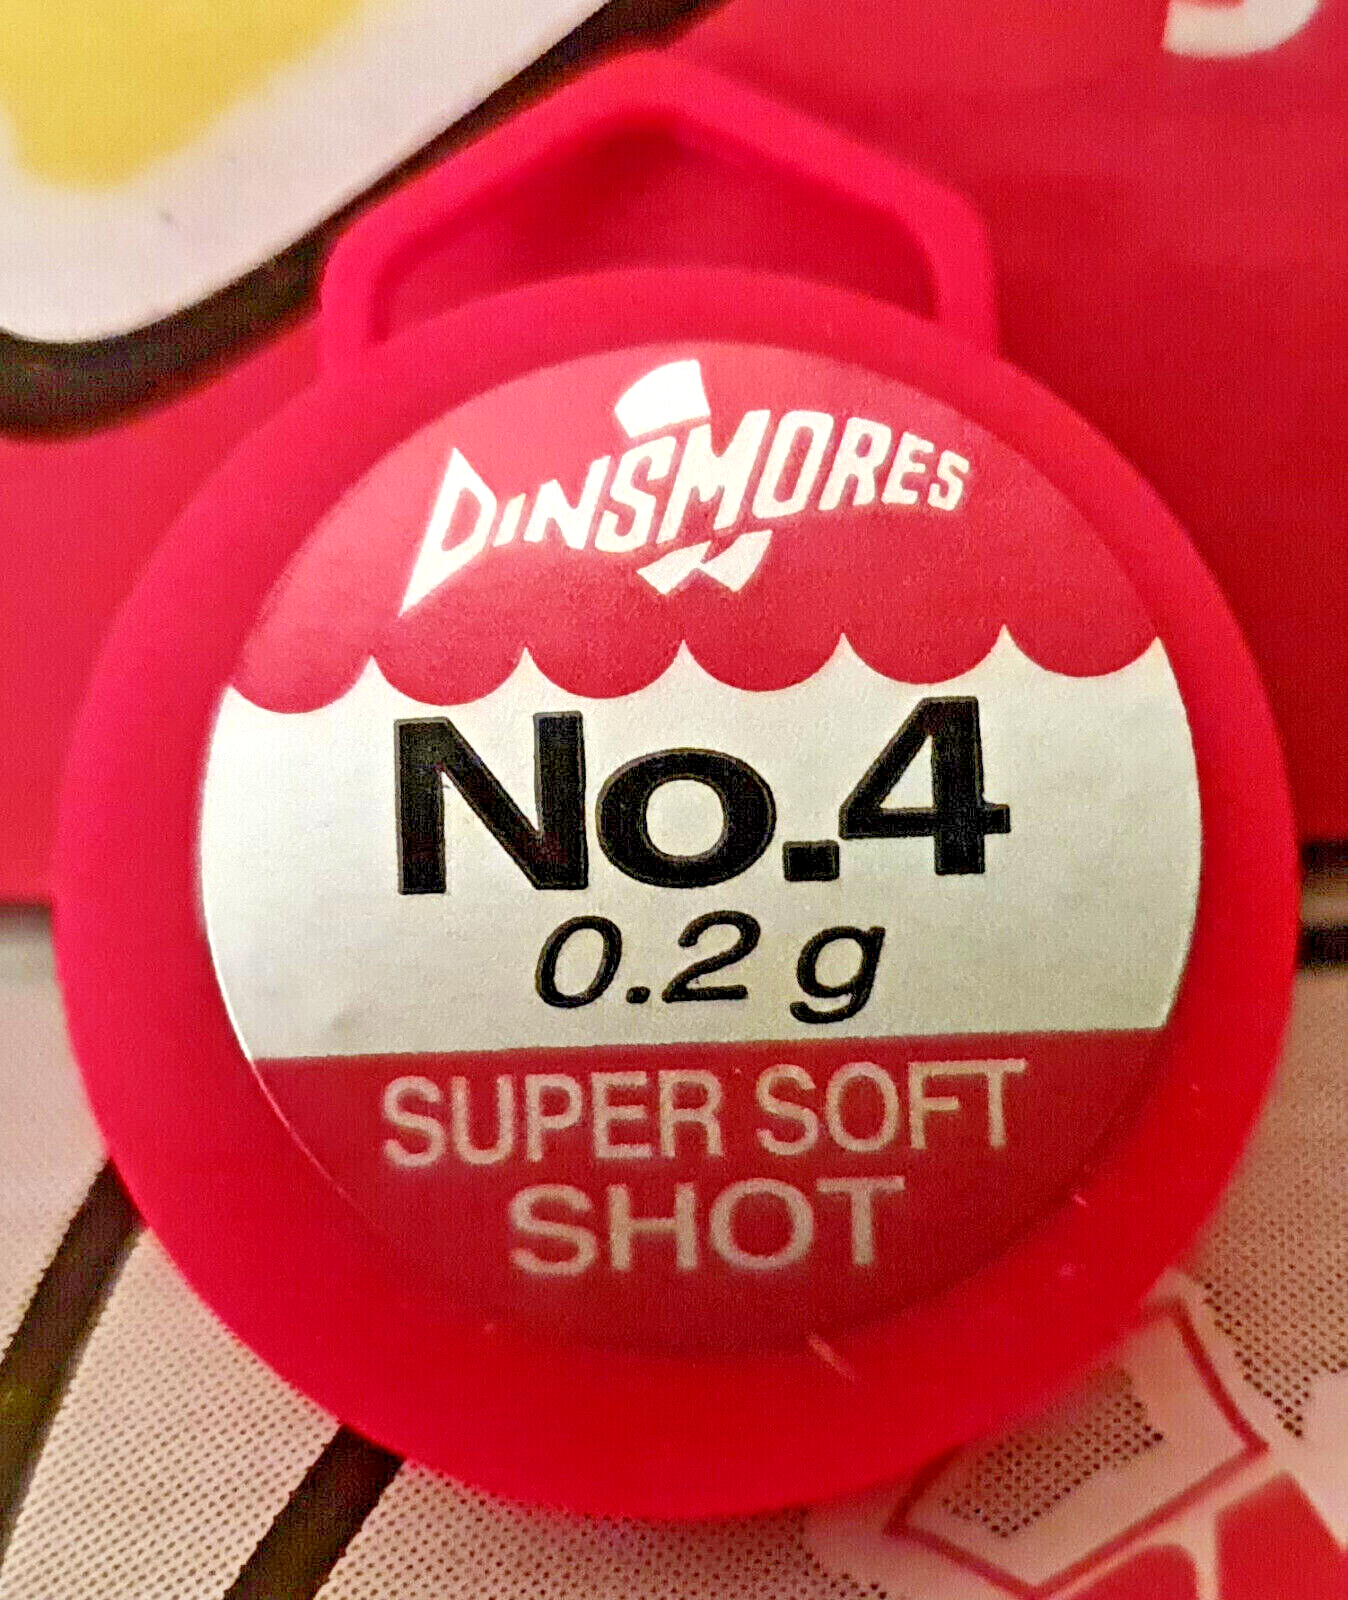 DINSMORES
No.4
0.2 g
SUPER SOFT
SHOT